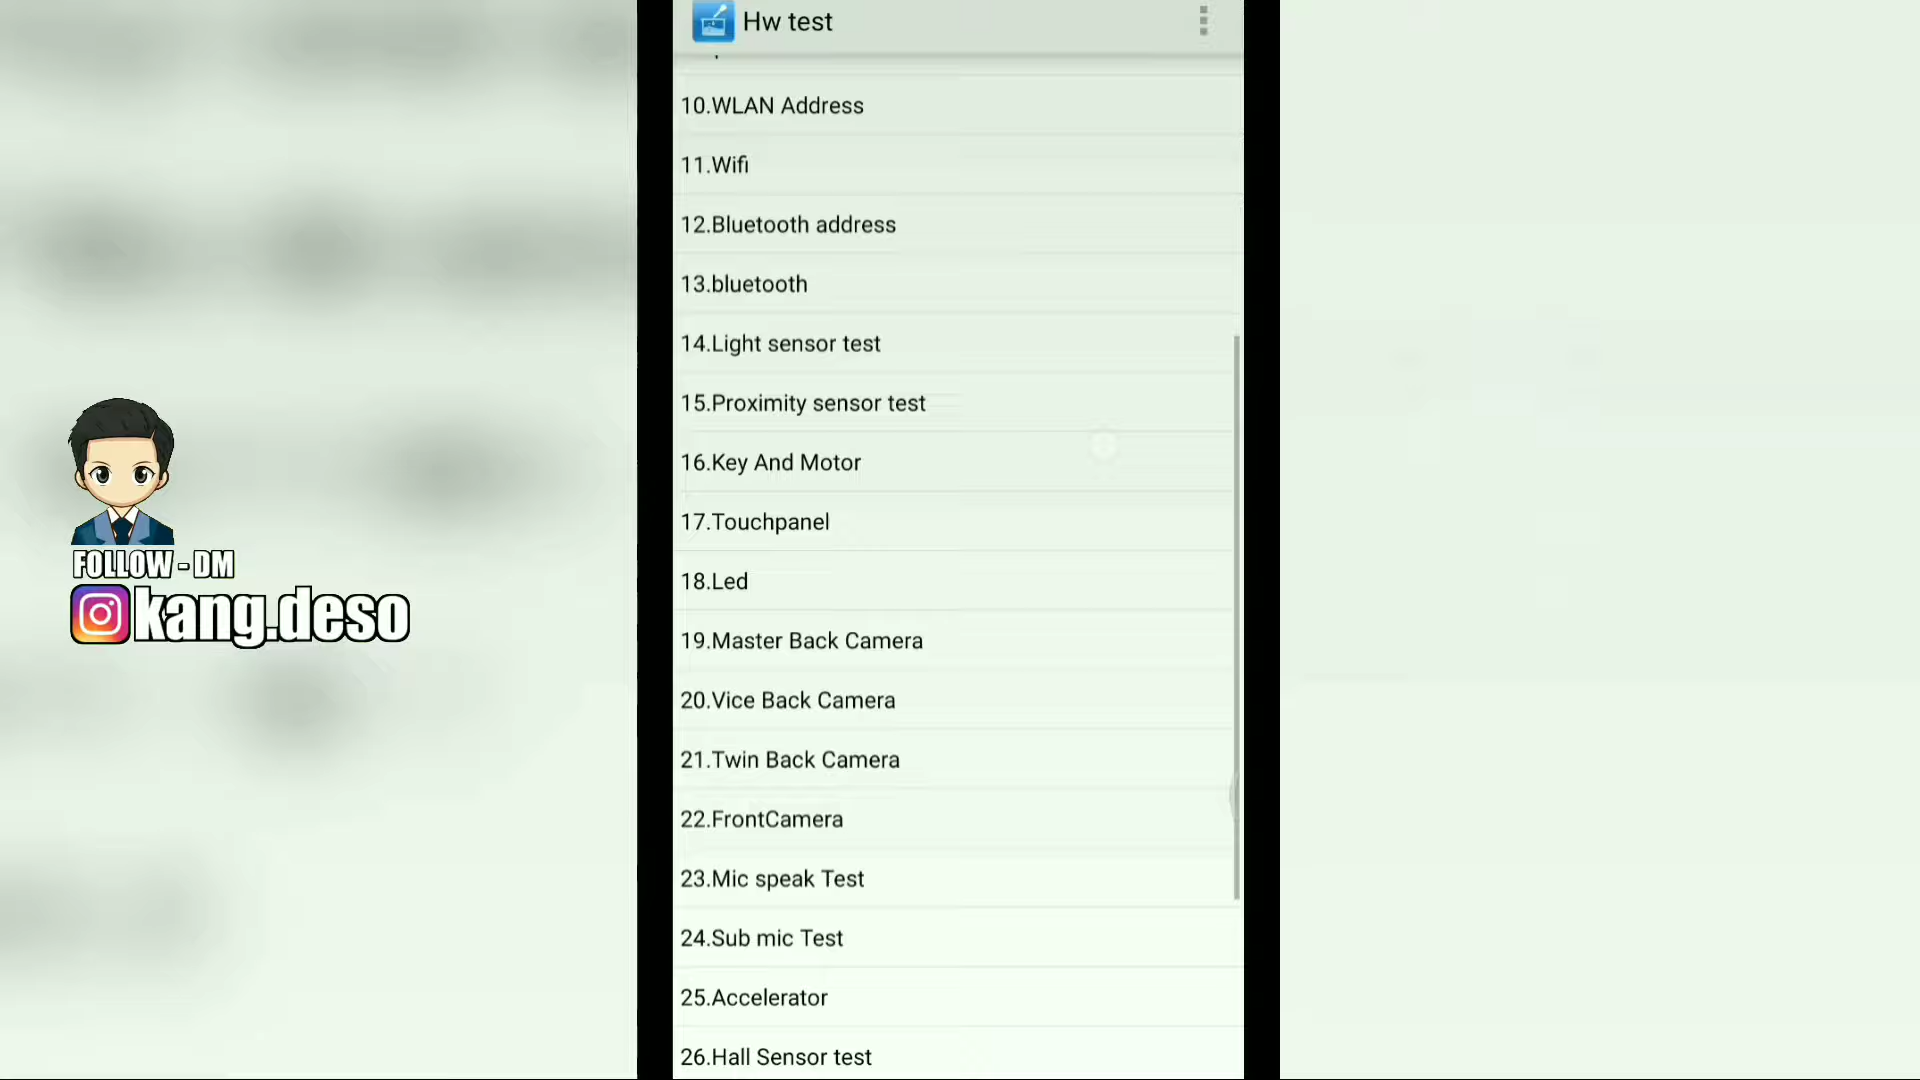 Hw test
10.WLAN Address
11.Wifi
12.Bluetooth address
13.bluetooth
14.Light sensor test
15.Proximity sensor test
16.Key And Motor
17.Touchpanel
18.Led
19.Master Back Camera
20.Vice Back Camera
21.Twin Back Camera
22.FrontCamera
23.Mic speak Test
24.Sub mic Test
25.Accelerator
26.Hall Sensor test
FOLLOW - DM
kang.deso